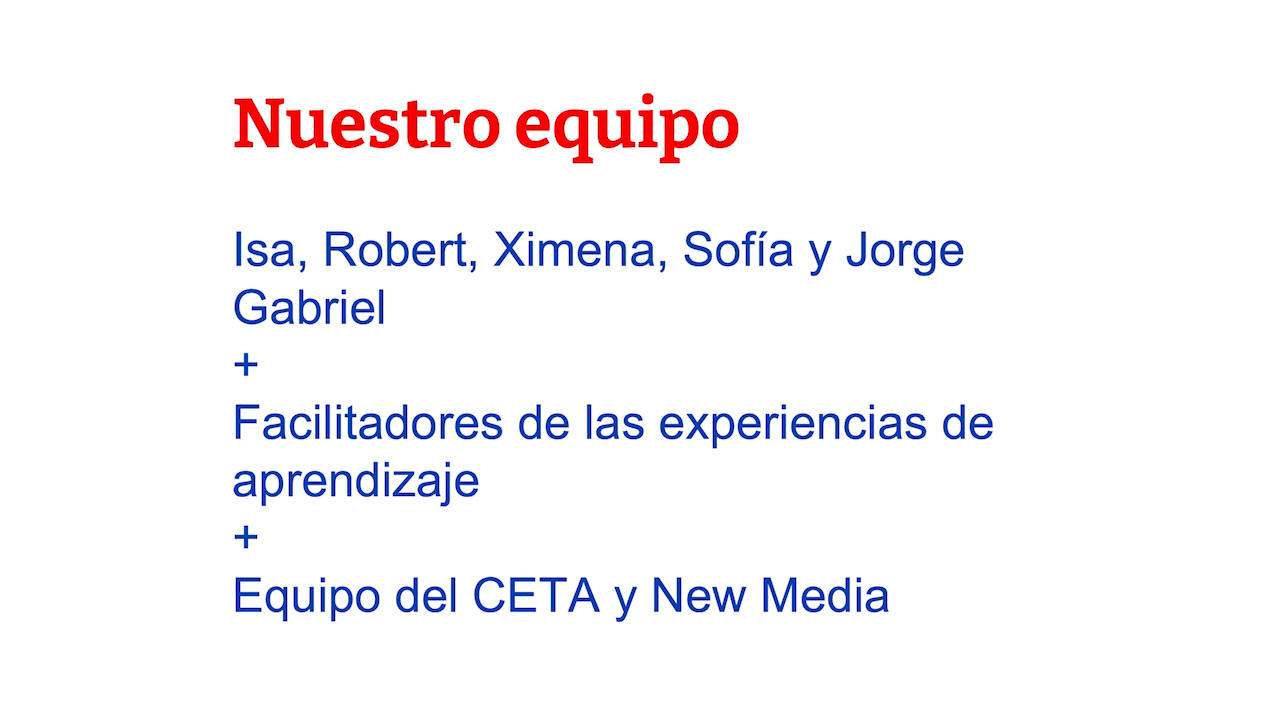 Nuestro equipo
Isa, Robert, Ximena, Sofía y Jorge
Gabriel
+
Facilitadores de las experiencias de
aprendizaje
+
Equipo del CETA y New Media